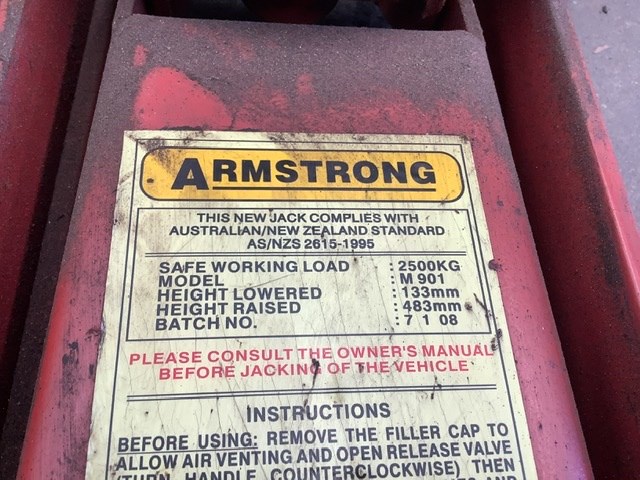 ARMSTRONG
THIS NEW JACK COMPLIES WITH
AUSTRALIAN/NEW ZEALAND STANDARD
AS/NZS 2615-1995
SAFE WORKING LOAD : 2500KG
MODEL : M 901
HEIGHT LOWERED : 133mm
HEIGHT RAISED : 483mm
BATCH NO. : 7 1 08
PLEASE CONSULT THE OWNER'S MANUAL
BEFORE JACKING OF THE VEHICLE
INSTRUCTIONS
BEFORE USING: REMOVE THE FILLER CAP TO
ALLOW AIR VENTING AND OPEN RELEASE VALVE
(TURN HANDLE COUNTERCLOCKWISE) THEN
AND